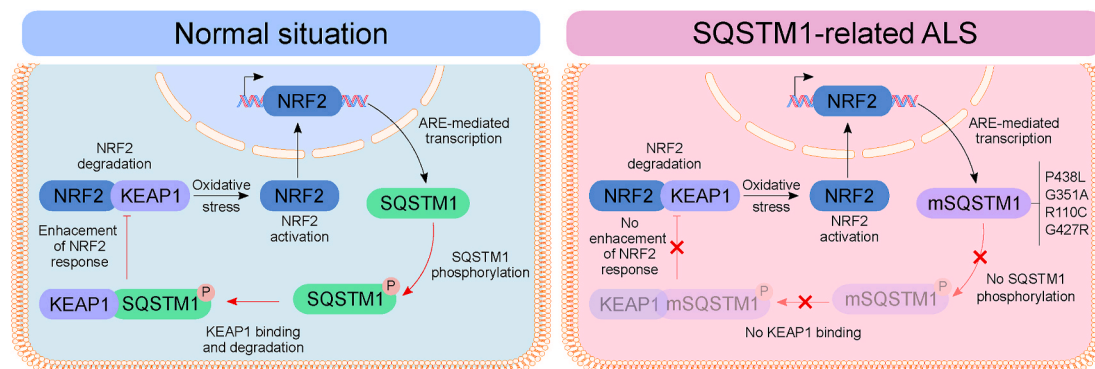 Normal situation
NRF2
ARE-mediated
transcription
NRF2
degradation
NRF2
KEAP1
Oxidative
stress
NRF2
NRF2
activation
SQSTM1
Enhacement
of NRF2
response
SQSTM1
phosphorylation
KEAP1
SQSTM1
P
SQSTM1
P
KEAP1 binding
and degradation
SQSTM1-related ALS
NRF2
ARE-mediated
transcription
NRF2
degradation
NRF2
KEAP1
Oxidative
stress
NRF2
NRF2
activation
mSQSTM1
P438L
G351A
R110C
G427R
No
enhacement
of NRF2
response
No SQSTM1
phosphorylation
KEAP1
mSQSTM1
P
mSQSTM1
P
No KEAP1 binding